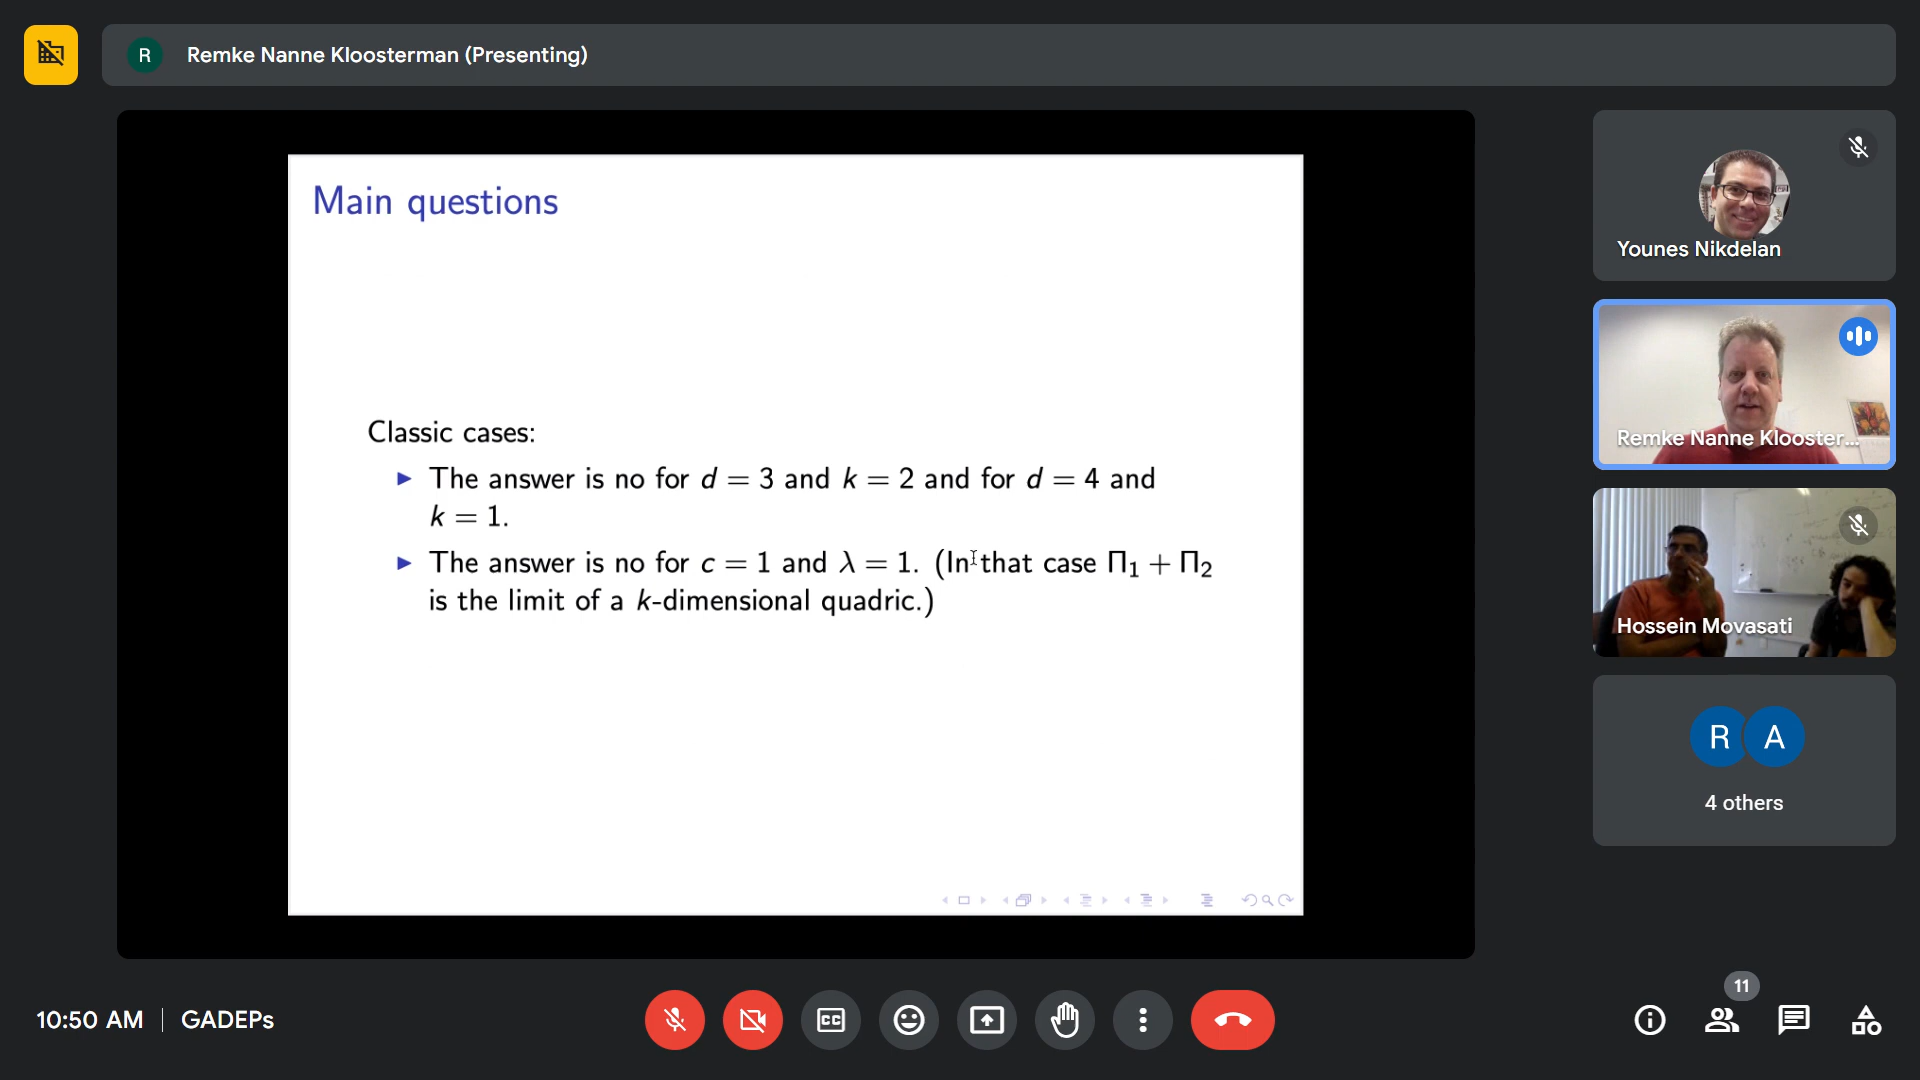 R Remke Nanne Kloosterman (Presenting)
Main questions
Classic cases:
▶ The answer is no for d = 3 and k = 2 and for d = 4 and
k = 1.
▶ The answer is no for c = 1 and λ = 1. (In that case Π₁ + Π₂
is the limit of a k-dimensional quadric.)
Younes Nikdelan
Remke Nanne Klooster...
Hossein Movasati
R A
4 others
10:50 AM | GADEPs
CC
11